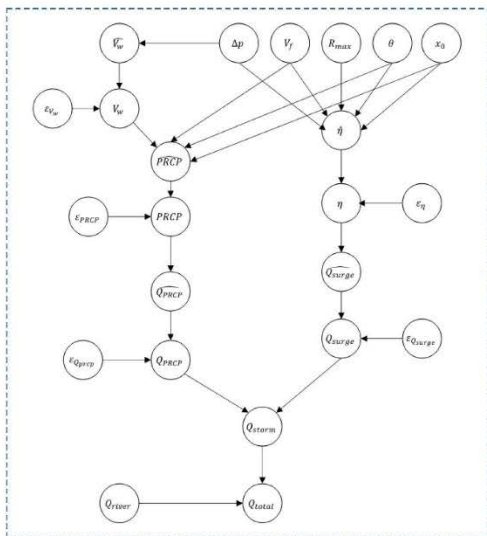 V̂w Δp Vf Rmax θ x0
εVw Vw
P̂RCP η̂
εPRCP PRCP η εη
Q̂PRCP Q̂surge
εQprcp QPRCP Qsurge εQsurge
Qstorm
Qriver Qtotal